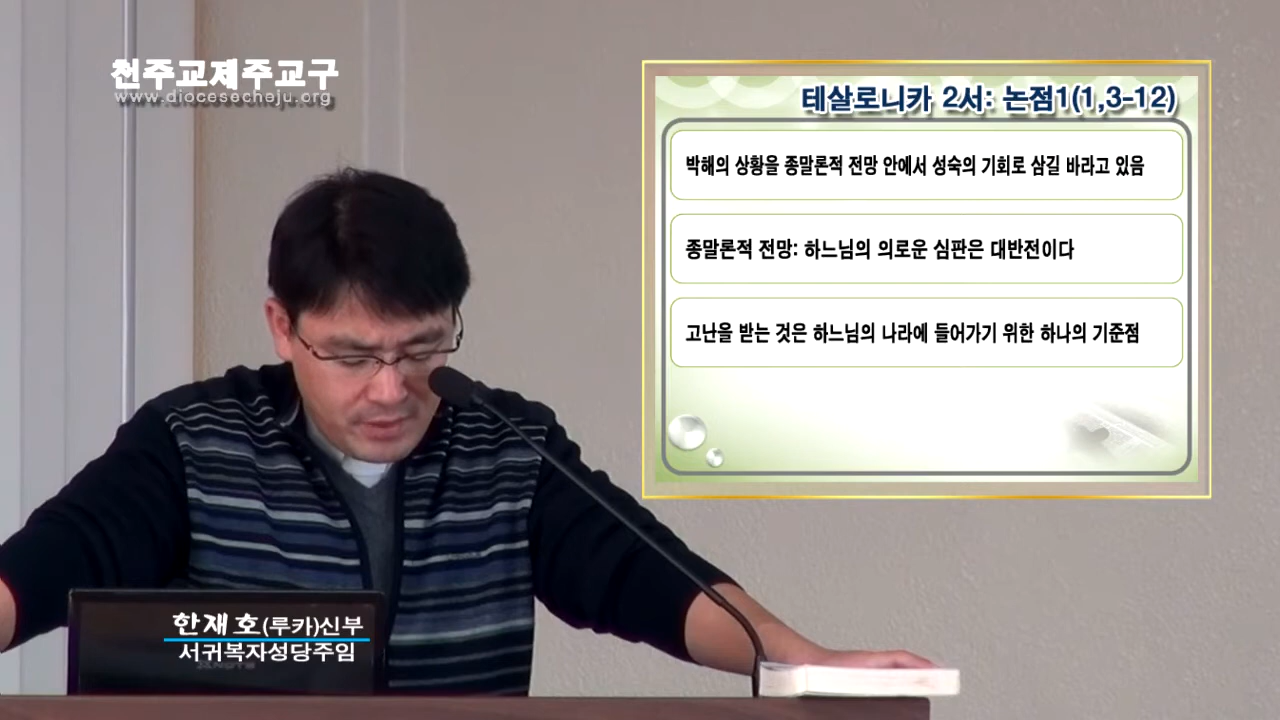 천주교제주교구
www.diocesecheju.org
테살로니카 2서: 논점1(1,3-12)
박해의 상황을 종말론적 전망 안에서 성숙의 기회로 삼길 바라고 있음
종말론적 전망: 하느님의 의로운 심판은 대반전이다
고난을 받는 것은 하느님의 나라에 들어가기 위한 하나의 기준점
한재호(루카)신부
서귀복자성당주임